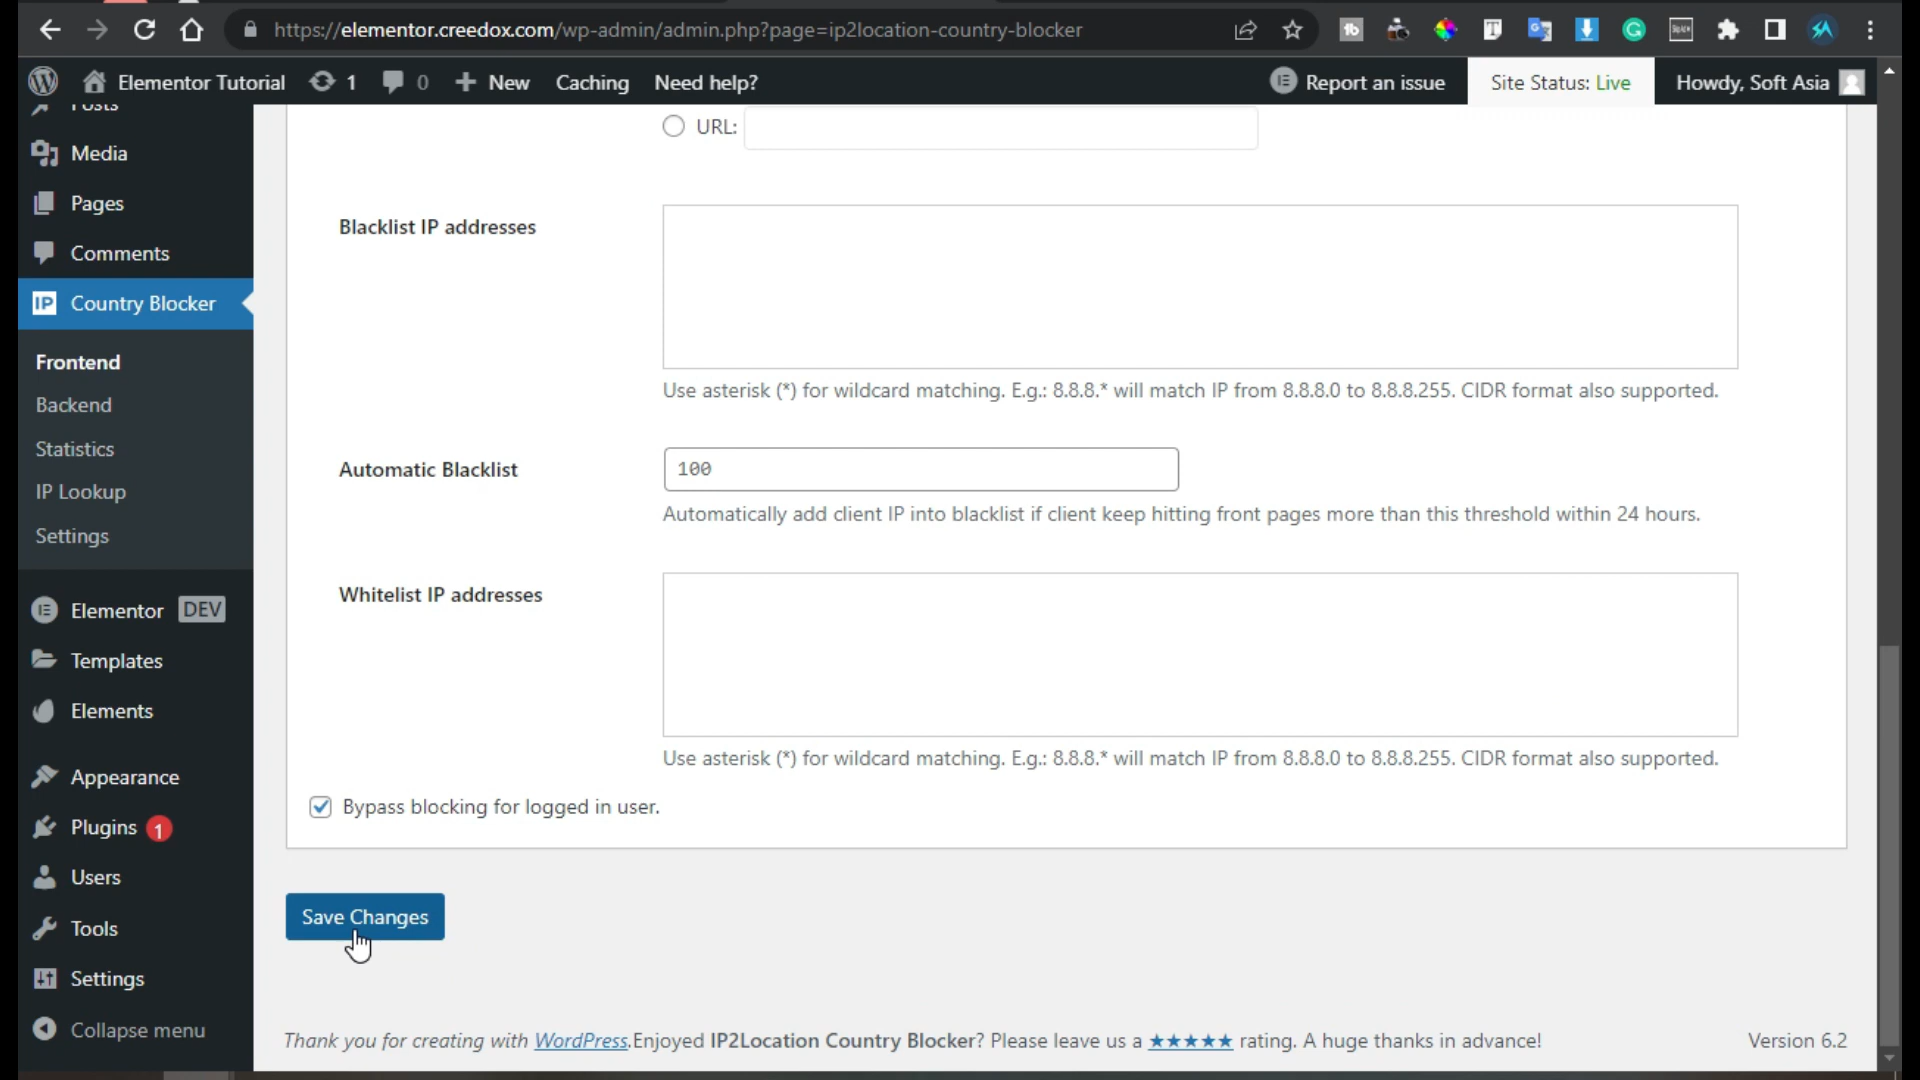 https://elementor.creedox.com/wp-admin/admin.php?page=ip2location-country-blocker
Elementor Tutorial 1 0 New Caching Need help? Report an issue Site Status: Live Howdy, Soft Asia
Posts
Media
Pages
Comments
IP Country Blocker
Frontend
Backend
Statistics
IP Lookup
Settings
Elementor DEV
Templates
Elements
Appearance
Plugins 1
Users
Tools
Settings
Collapse menu
URL:
Blacklist IP addresses
Use asterisk (*) for wildcard matching. E.g.: 8.8.8.* will match IP from 8.8.8.0 to 8.8.8.255. CIDR format also supported.
Automatic Blacklist
100
Automatically add client IP into blacklist if client keep hitting front pages more than this threshold within 24 hours.
Whitelist IP addresses
Use asterisk (*) for wildcard matching. E.g.: 8.8.8.* will match IP from 8.8.8.0 to 8.8.8.255. CIDR format also supported.
Bypass blocking for logged in user.
Save Changes
Thank you for creating with WordPress.Enjoyed IP2Location Country Blocker? Please leave us a ★★★★★ rating. A huge thanks in advance!
Version 6.2